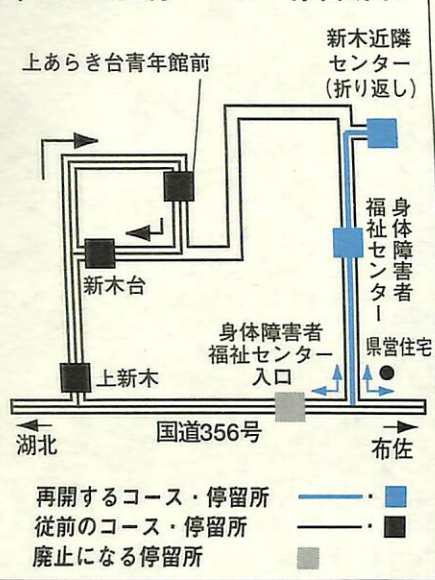 上あらき台青年館前
新木近隣
センター
(折り返し)
身体障害者
福祉センター
新木台
身体障害者
福祉センター
入口
県営住宅
上新木
国道356号
湖北
布佐
再開するコース・停留所
従前のコース・停留所
廃止になる停留所